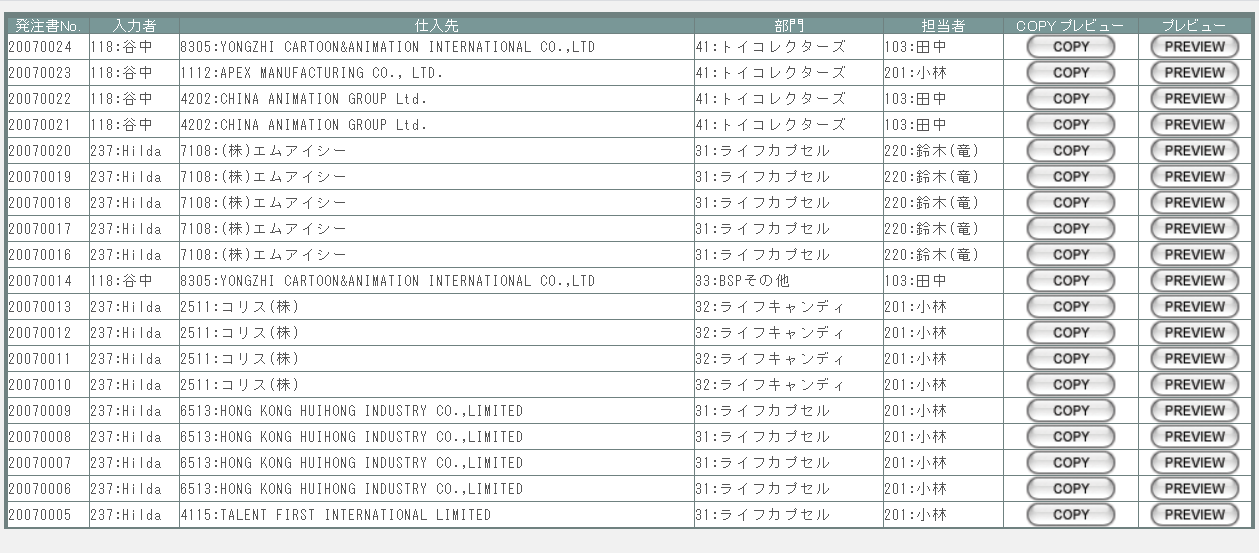 発注書No. 入力者 仕入先 部門 担当者 COPYプレビュー プレビュー
20070024 118:谷中 8305:YONGZHI CARTOON&ANIMATION INTERNATIONAL CO.,LTD 41:トイコレクターズ 103:田中 COPY PREVIEW
20070023 118:谷中 1112:APEX MANUFACTURING CO., LTD. 41:トイコレクターズ 201:小林 COPY PREVIEW
20070022 118:谷中 4202:CHINA ANIMATION GROUP Ltd. 41:トイコレクターズ 103:田中 COPY PREVIEW
20070021 118:谷中 4202:CHINA ANIMATION GROUP Ltd. 41:トイコレクターズ 103:田中 COPY PREVIEW
20070020 237:Hilda 7108:(株)エムアイシー 31:ライフカプセル 220:鈴木(竜) COPY PREVIEW
20070019 237:Hilda 7108:(株)エムアイシー 31:ライフカプセル 220:鈴木(竜) COPY PREVIEW
20070018 237:Hilda 7108:(株)エムアイシー 31:ライフカプセル 220:鈴木(竜) COPY PREVIEW
20070017 237:Hilda 7108:(株)エムアイシー 31:ライフカプセル 220:鈴木(竜) COPY PREVIEW
20070016 237:Hilda 7108:(株)エムアイシー 31:ライフカプセル 220:鈴木(竜) COPY PREVIEW
20070014 118:谷中 8305:YONGZHI CARTOON&ANIMATION INTERNATIONAL CO.,LTD 33:BSPその他 103:田中 COPY PREVIEW
20070013 237:Hilda 2511:コリス(株) 32:ライフキャンディ 201:小林 COPY PREVIEW
20070012 237:Hilda 2511:コリス(株) 32:ライフキャンディ 201:小林 COPY PREVIEW
20070011 237:Hilda 2511:コリス(株) 32:ライフキャンディ 201:小林 COPY PREVIEW
20070010 237:Hilda 2511:コリス(株) 32:ライフキャンディ 201:小林 COPY PREVIEW
20070009 237:Hilda 6513:HONG KONG HUIHONG INDUSTRY CO.,LIMITED 31:ライフカプセル 201:小林 COPY PREVIEW
20070008 237:Hilda 6513:HONG KONG HUIHONG INDUSTRY CO.,LIMITED 31:ライフカプセル 201:小林 COPY PREVIEW
20070007 237:Hilda 6513:HONG KONG HUIHONG INDUSTRY CO.,LIMITED 31:ライフカプセル 201:小林 COPY PREVIEW
20070006 237:Hilda 6513:HONG KONG HUIHONG INDUSTRY CO.,LIMITED 31:ライフカプセル 201:小林 COPY PREVIEW
20070005 237:Hilda 4115:TALENT FIRST INTERNATIONAL LIMITED 31:ライフカプセル 201:小林 COPY PREVIEW